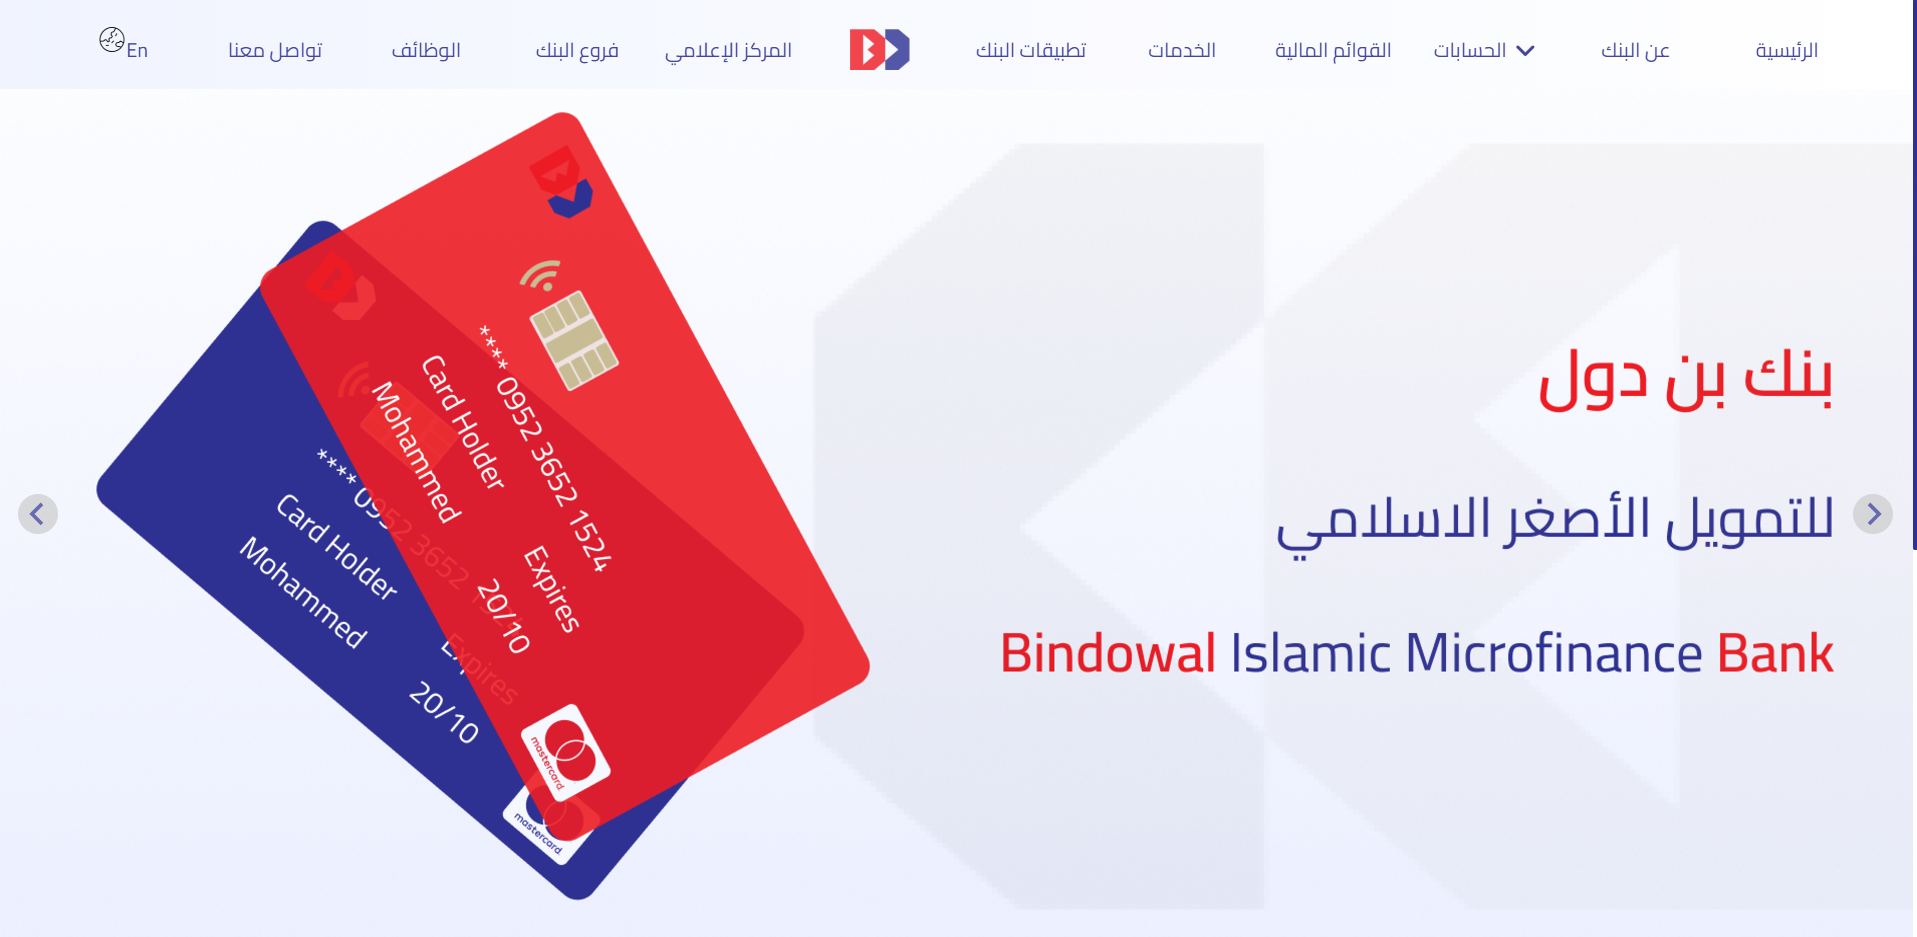 الرئيسية
عن البنك
الحسابات
القوائم المالية
الخدمات
تطبيقات البنك
المركز الإعلامي
فروع البنك
الوظائف
تواصل معنا
En
بنك بن دول
للتمويل الأصغر الاسلامي
Bindowal Islamic Microfinance Bank
**** 0952 3652 1524
Card Holder
Mohammed
Expires
20/10
mastercard
**** 0952 3652 1524
Card Holder
Mohammed
Expires
20/10
mastercard